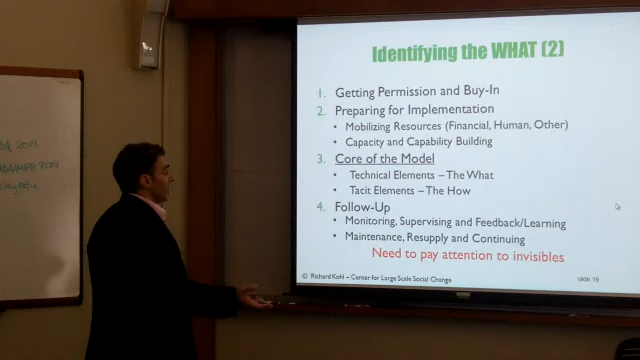 Identifying the WHAT (2)
1. Getting Permission and Buy-In
2. Preparing for Implementation
• Mobilizing Resources (Financial, Human, Other)
• Capacity and Capability Building
3. Core of the Model
• Technical Elements – The What
• Tacit Elements – The How
4. Follow-Up
• Monitoring, Supervising and Feedback/Learning
• Maintenance, Resupply and Continuing
Need to pay attention to invisibles
© Richard Kohl – Center for Large Scale Social Change
slide 19
2014